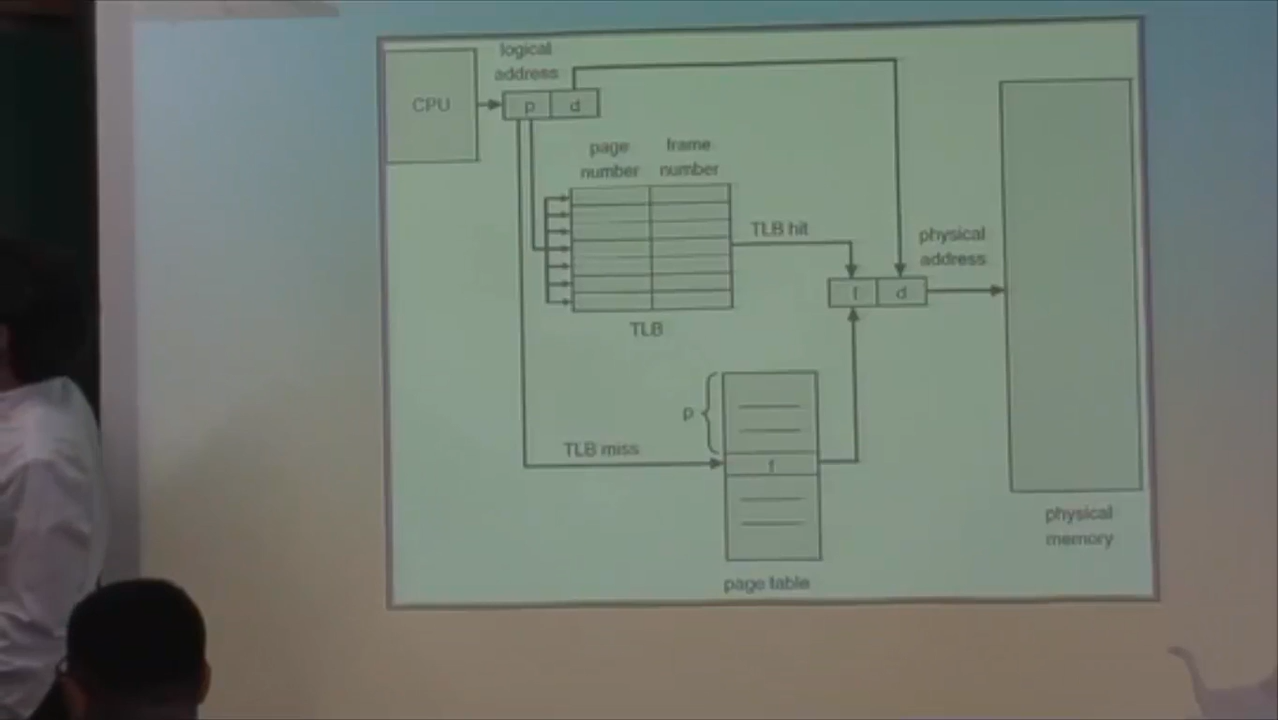 logical
address
CPU
p
d
page
number
frame
number
TLB hit
physical
address
f
d
TLB
p
TLB miss
f
physical
memory
page table